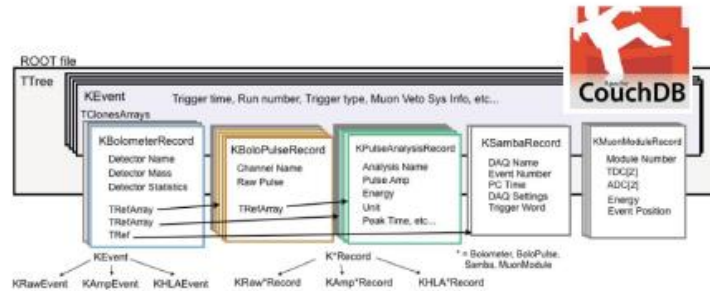 ROOT file
TTree
KEvent
Trigger time, Run number, Trigger type, Muon Veto Sys Info, etc...
CouchDB
TClonesArrays
KBolometerRecord
Detector Name
Detector Mass
Detector Statistics
TRefArray
TRefArray
TRef
KBoloPulseRecord
Channel Name
Raw Pulse
TRefArray
KPulseAnalysisRecord
Analysis Name
Pulse Amp
Energy
Unit
Peak Time, etc...
KSambaRecord
DAQ Name
Event Number
PC Time
DAQ Settings
Trigger Word
KMuonModuleRecord
Module Number
TDC[2]
ADC[2]
Energy
Event Position
KEvent
KRawEvent KAmpEvent KHLAEvent
K*Record
KRaw*Record KAmp*Record KHLA*Record
* = Bolometer, BoloPulse,
Samba, MuonModule